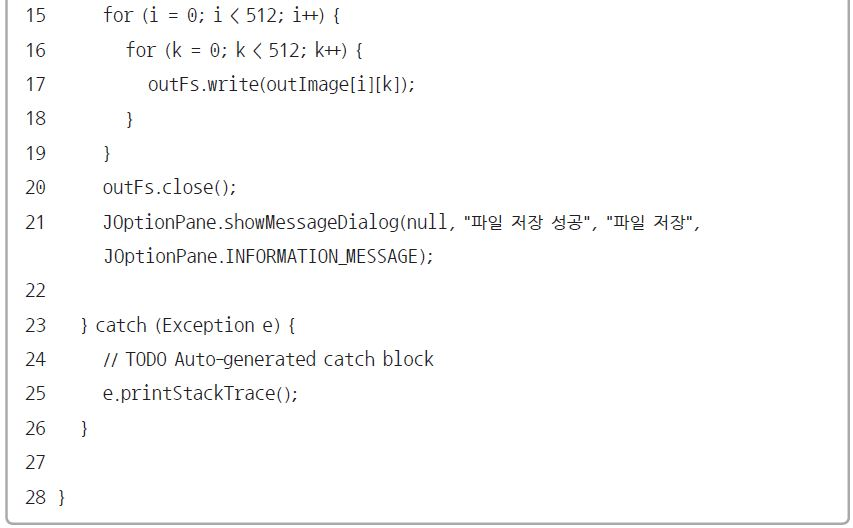 15 for (i = 0; i < 512; i++) {
16 for (k = 0; k < 512; k++) {
17 outFs.write(outImage[i][k]);
18 }
19 }
20 outFs.close();
21 JOptionPane.showMessageDialog(null, "파일 저장 성공", "파일 저장",
JOptionPane.INFORMATION_MESSAGE);
22
23 } catch (Exception e) {
24 // TODO Auto-generated catch block
25 e.printStackTrace();
26 }
27
28 }